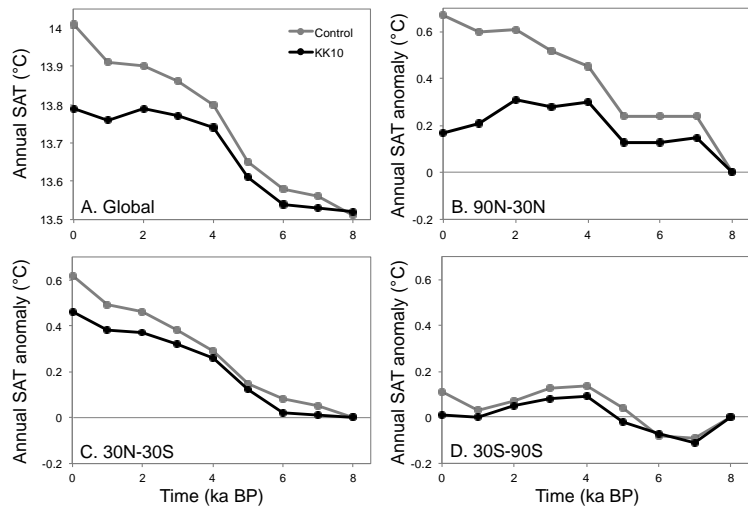 14
13.9
13.8
13.7
13.6
13.5
Annual SAT (°C)
Control
KK10
A. Global
0 2 4 6 8
0.6
0.4
0.2
0
-0.2
Annual SAT anomaly (°C)
B. 90N-30N
0 2 4 6 8
0.6
0.4
0.2
0
-0.2
Annual SAT anomaly (°C)
C. 30N-30S
0 2 4 6 8
Time (ka BP)
0.6
0.4
0.2
0
-0.2
Annual SAT anomaly (°C)
D. 30S-90S
0 2 4 6 8
Time (ka BP)